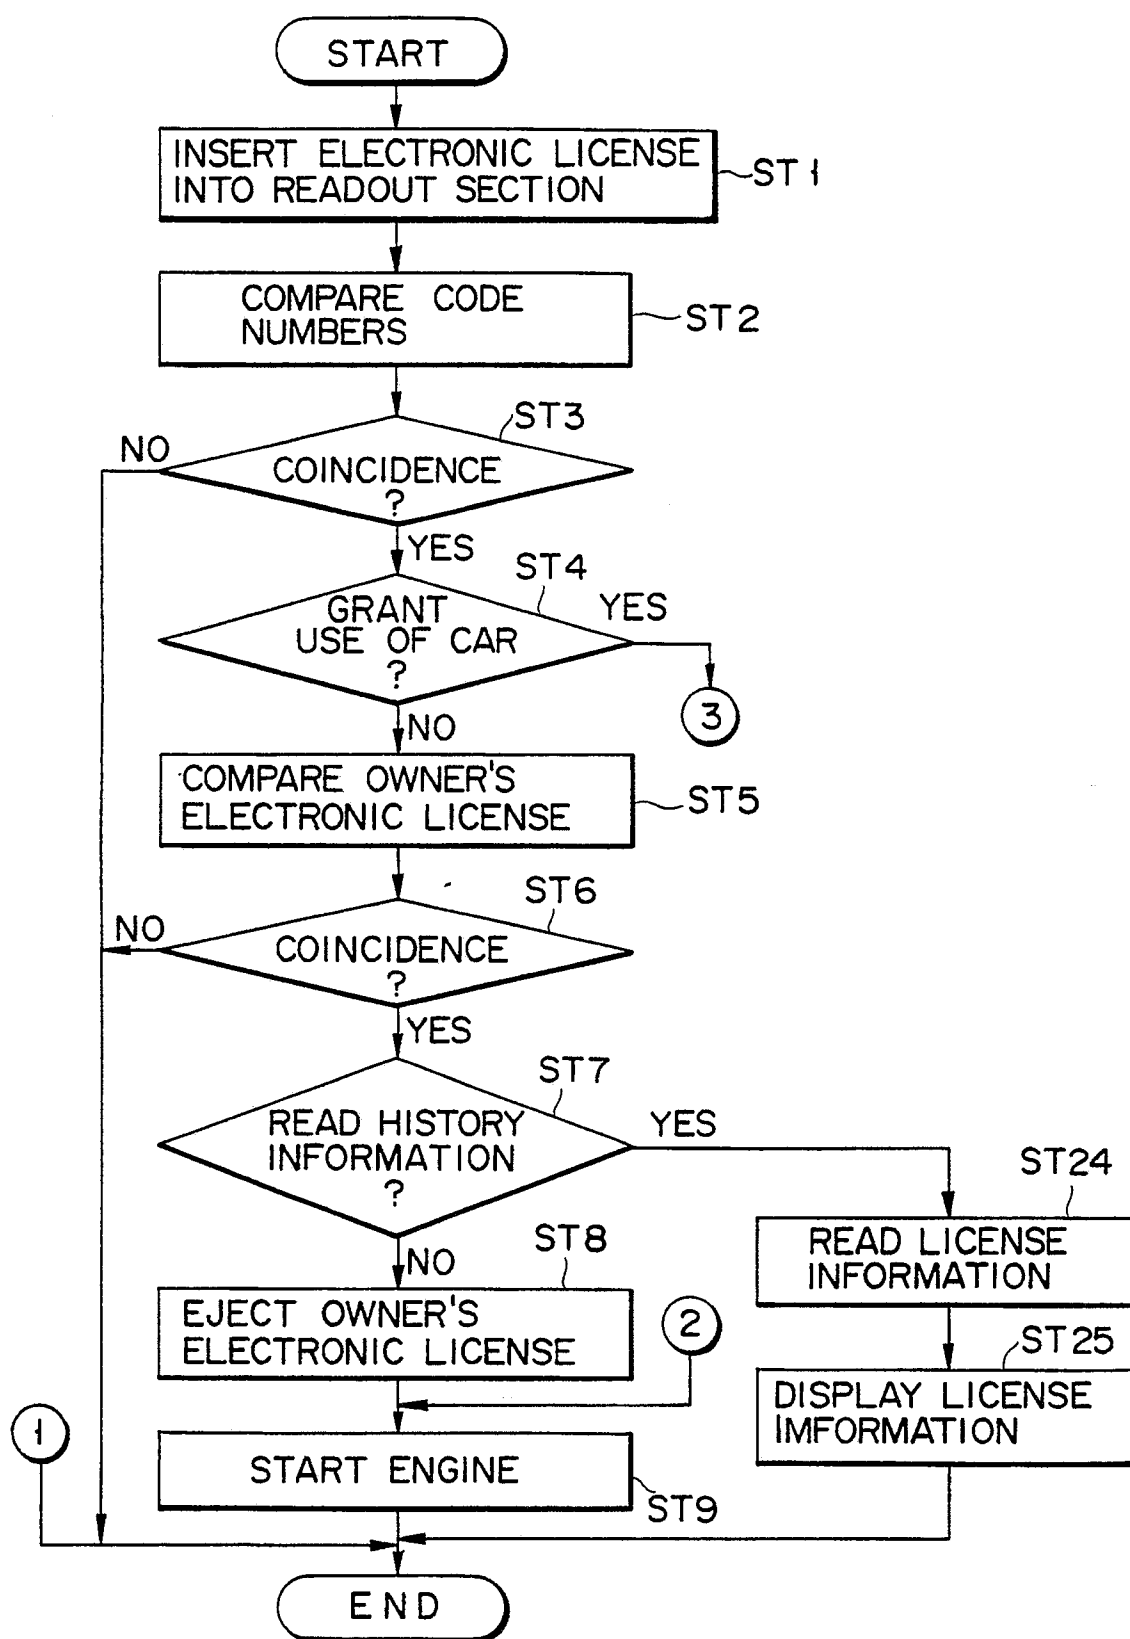 START
INSERT ELECTRONIC LICENSE
INTO READOUT SECTION
ST1
COMPARE CODE
NUMBERS
ST2
ST3
NO
COINCIDENCE
?
YES
ST4
GRANT
USE OF CAR
?
YES
3
NO
COMPARE OWNER'S
ELECTRONIC LICENSE
ST5
ST6
NO
COINCIDENCE
?
YES
ST7
READ HISTORY
INFORMATION
?
YES
ST24
READ LICENSE
INFORMATION
NO
ST8
EJECT OWNER'S
ELECTRONIC LICENSE
2
ST25
DISPLAY LICENSE
IMFORMATION
1
START ENGINE
ST9
END